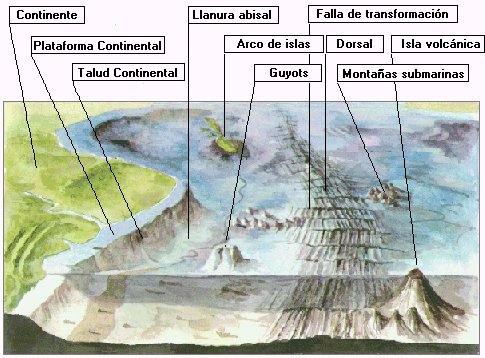 Continente
Llanura abisal
Falla de transformación
Plataforma Continental
Arco de islas
Dorsal
Isla volcánica
Talud Continental
Guyots
Montañas submarinas